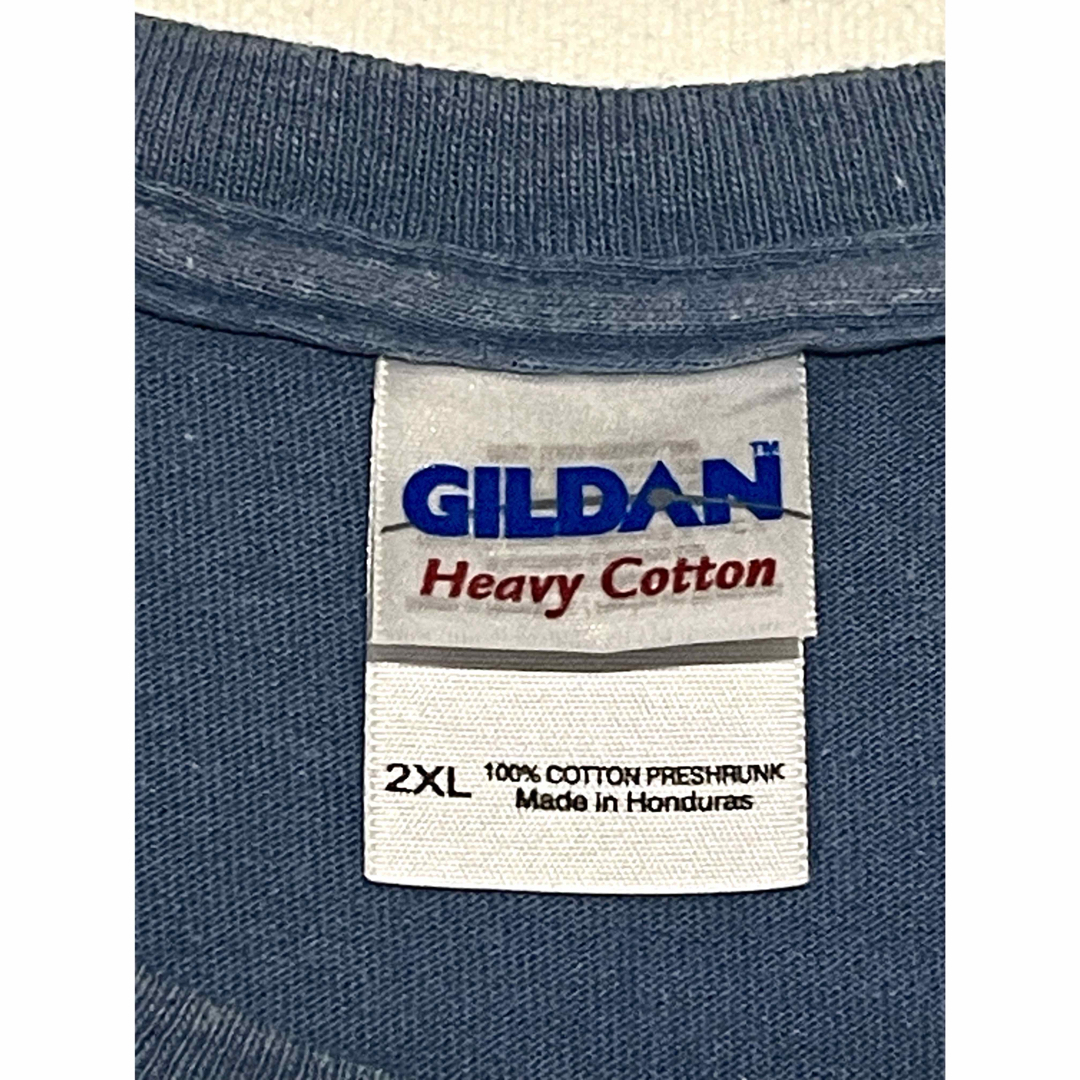 GILDAN™
Heavy Cotton
2XL 100% COTTON PRESHRUNK
Made in Honduras